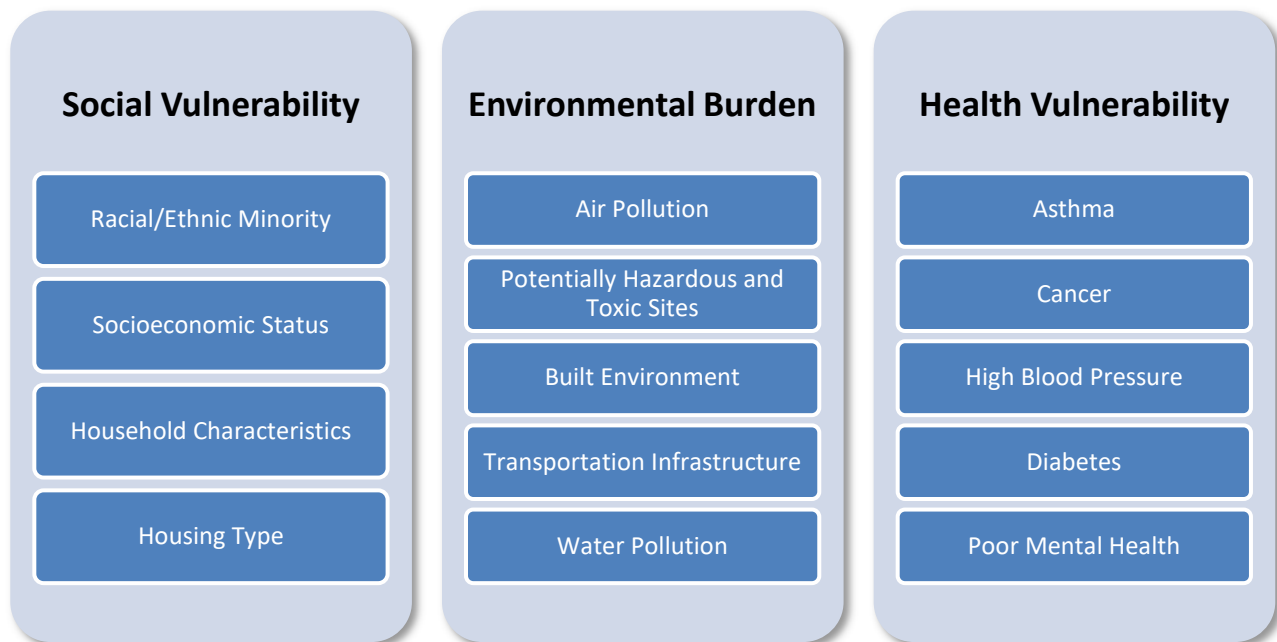 Social Vulnerability
Racial/Ethnic Minority
Socioeconomic Status
Household Characteristics
Housing Type
Environmental Burden
Air Pollution
Potentially Hazardous and
Toxic Sites
Built Environment
Transportation Infrastructure
Water Pollution
Health Vulnerability
Asthma
Cancer
High Blood Pressure
Diabetes
Poor Mental Health